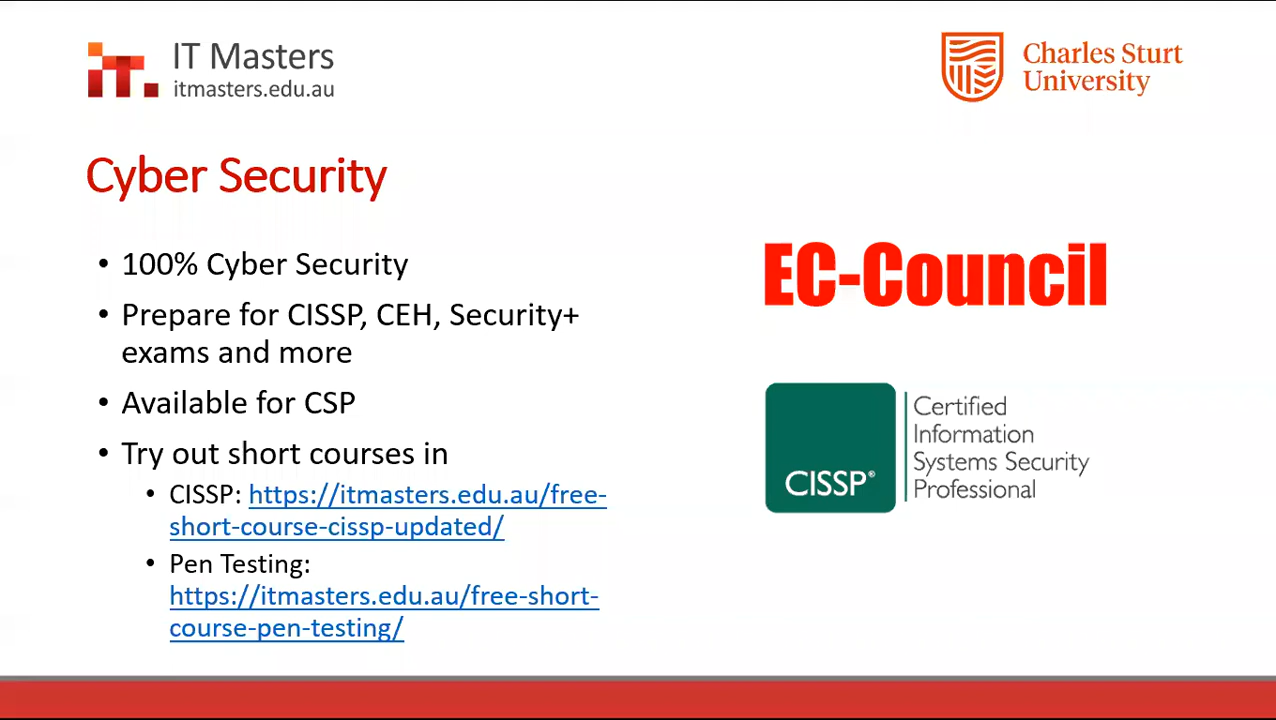 IT Masters
itmasters.edu.au
Charles Sturt
University
Cyber Security
• 100% Cyber Security
• Prepare for CISSP, CEH, Security+
exams and more
• Available for CSP
• Try out short courses in
• CISSP: https://itmasters.edu.au/free-
short-course-cissp-updated/
• Pen Testing:
https://itmasters.edu.au/free-short-
course-pen-testing/
EC-Council
CISSP®
Certified
Information
Systems Security
Professional